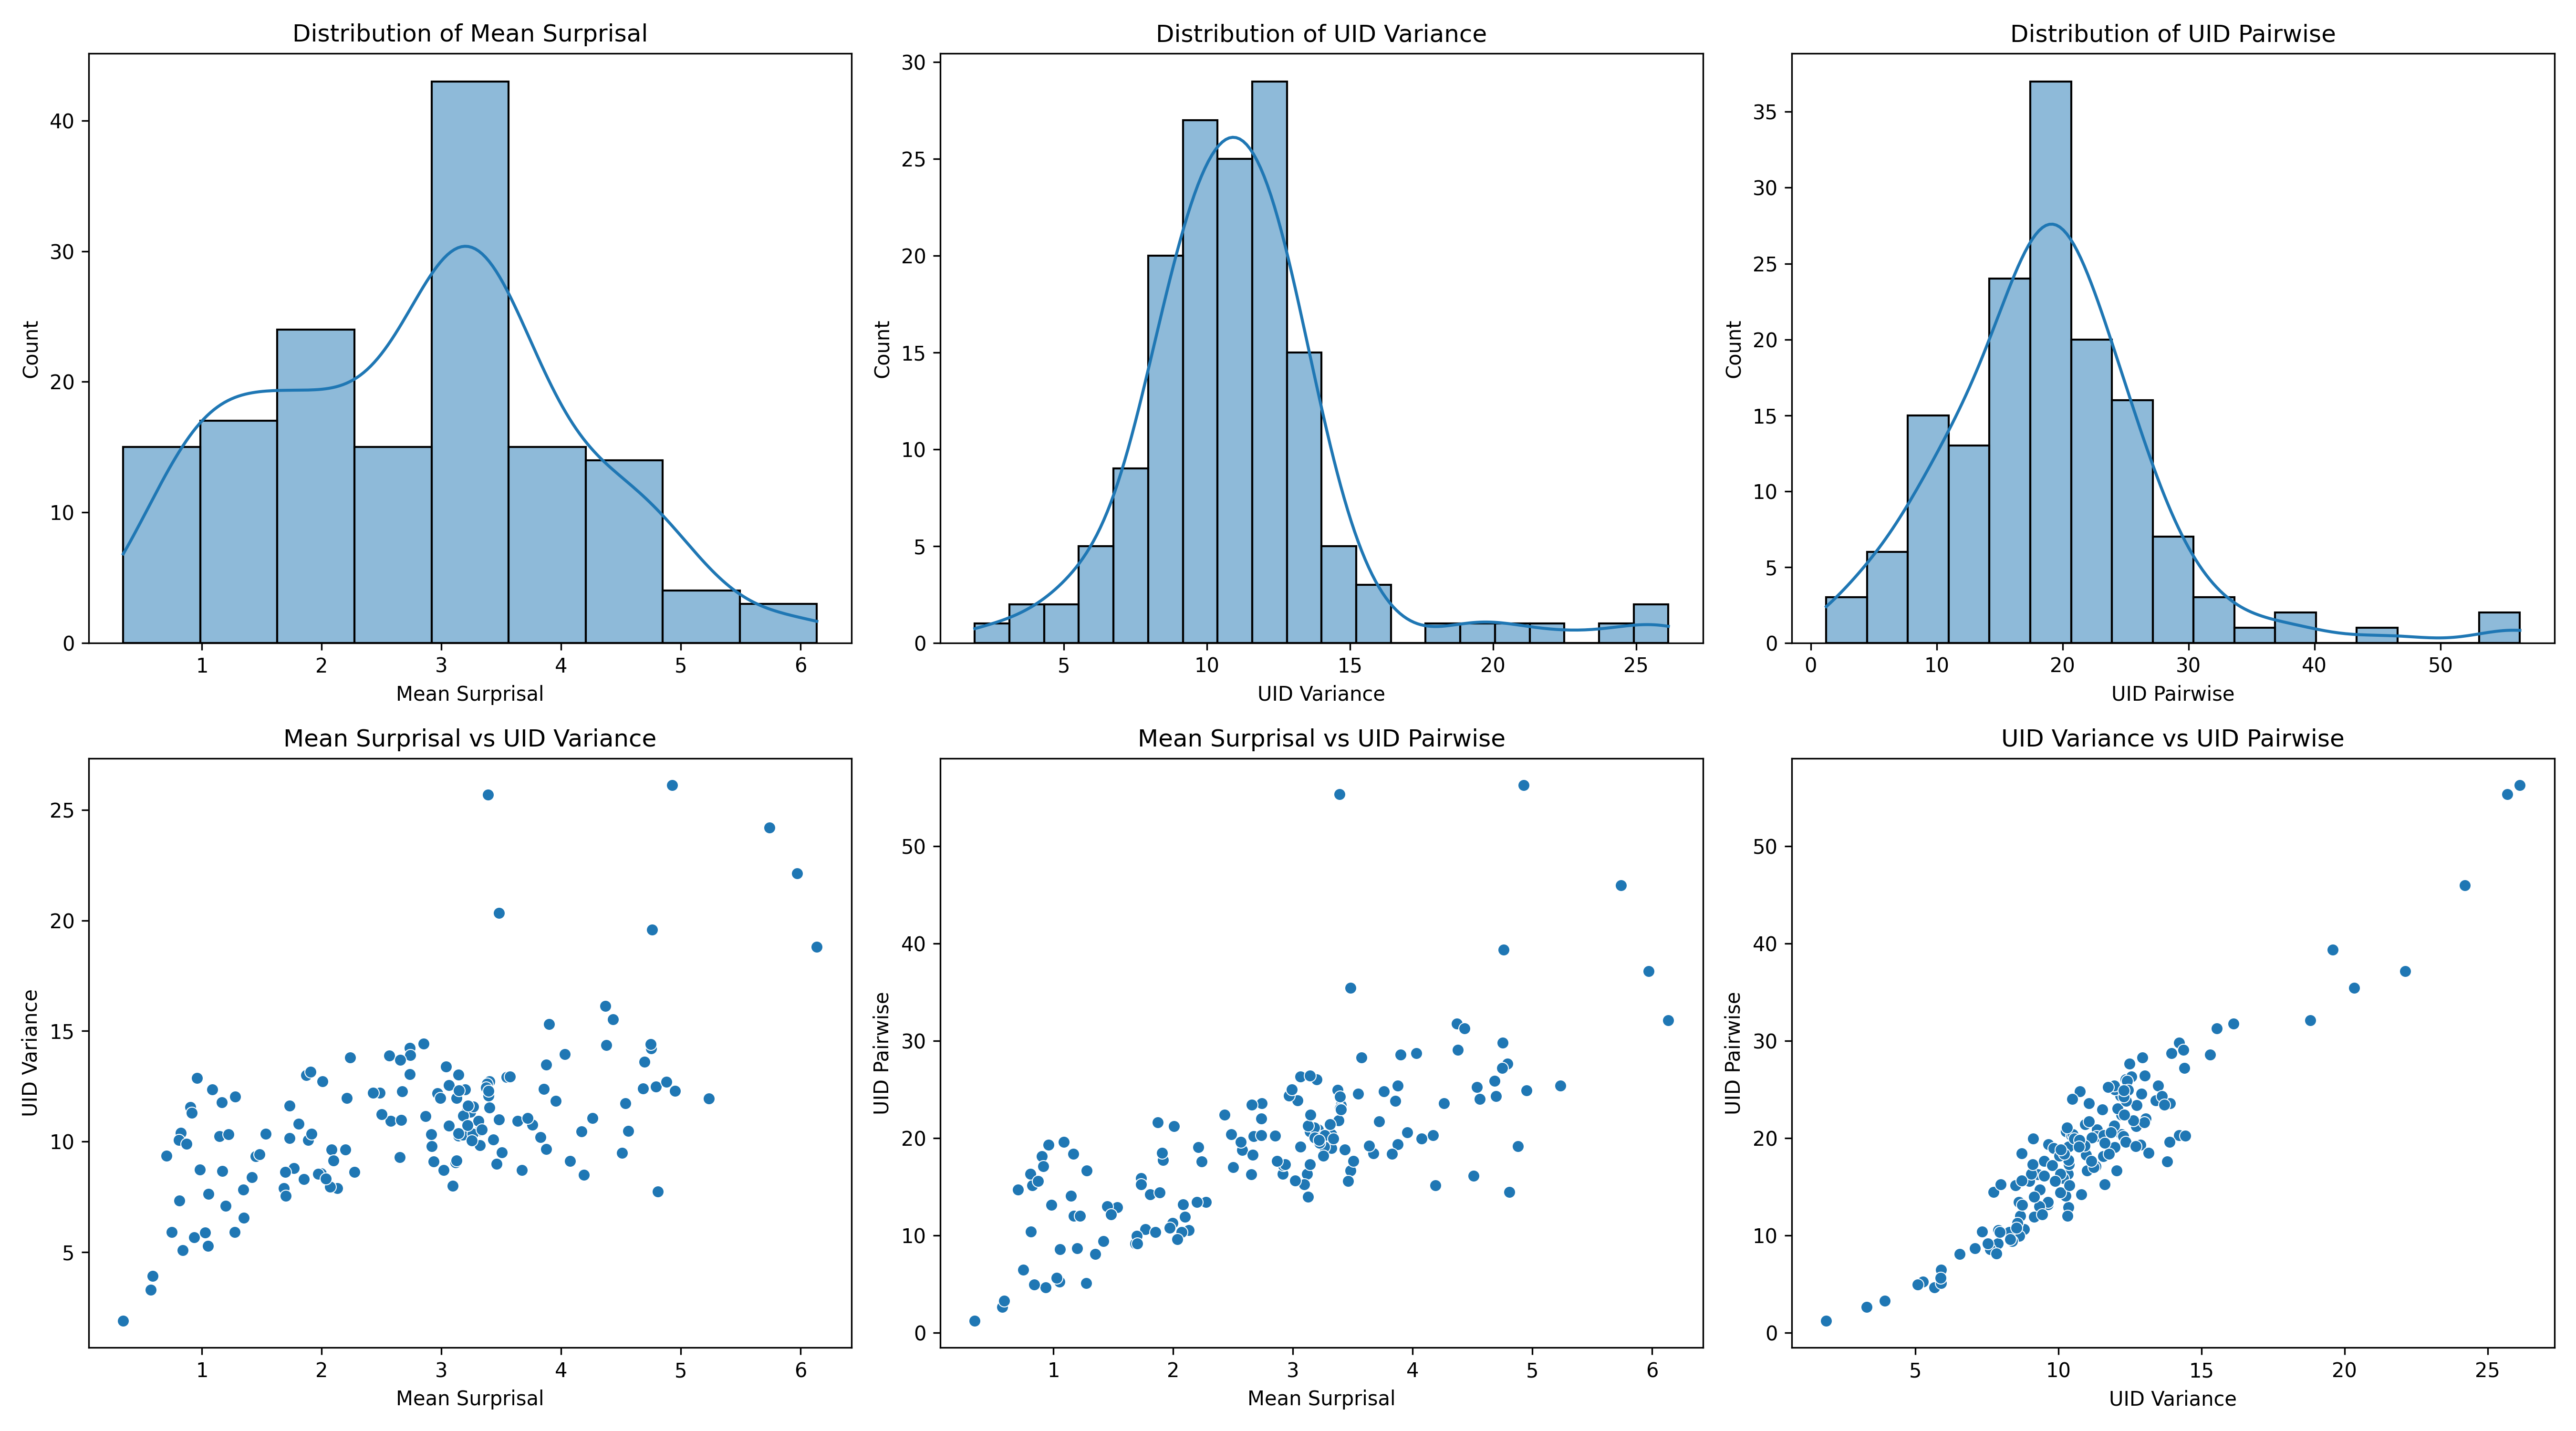 Distribution of Mean Surprisal
Count
0
10
20
30
40
1 2 3 4 5 6
Mean Surprisal
Distribution of UID Variance
Count
0
5
10
15
20
25
30
5 10 15 20 25
UID Variance
Distribution of UID Pairwise
Count
0
5
10
15
20
25
30
35
0 10 20 30 40 50
UID Pairwise
Mean Surprisal vs UID Variance
UID Variance
5
10
15
20
25
1 2 3 4 5 6
Mean Surprisal
Mean Surprisal vs UID Pairwise
UID Pairwise
0
10
20
30
40
50
1 2 3 4 5 6
Mean Surprisal
UID Variance vs UID Pairwise
UID Pairwise
0
10
20
30
40
50
5 10 15 20 25
UID Variance